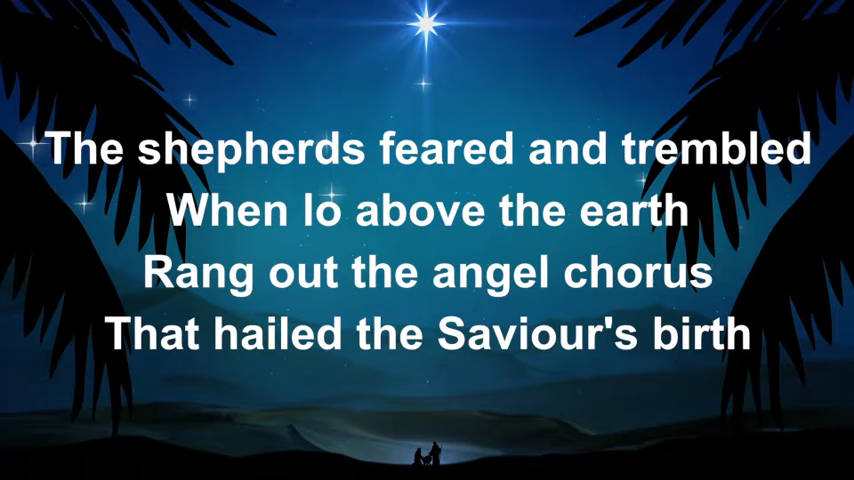 The shepherds feared and trembled
When lo above the earth
Rang out the angel chorus
That hailed the Saviour's birth